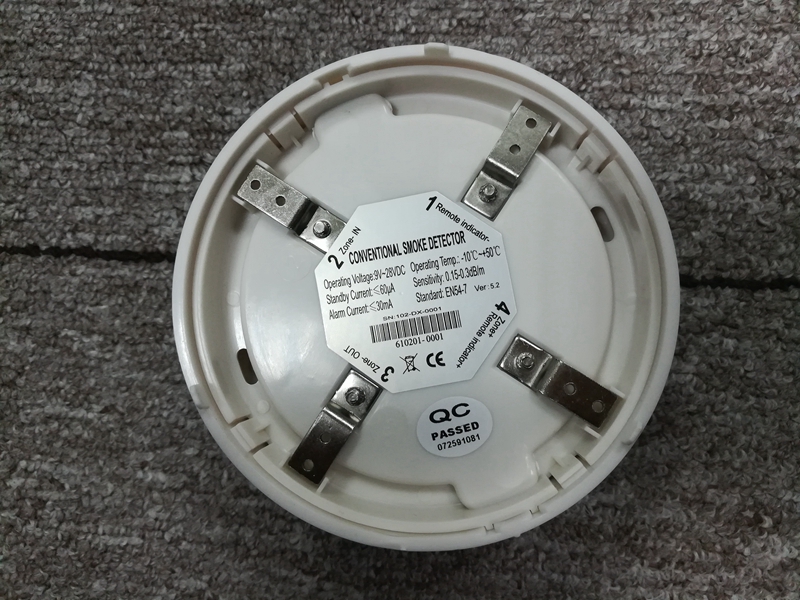 1 Remote indicator-
2 Zone- IN
CONVENTIONAL SMOKE DETECTOR
Operating Voltage:9V~28VDC Operating Temp.: -10℃~+50℃
Standby Current:≤60μA Sensitivity: 0.15-0.3dB/m
Alarm Current:≤30mA Standard: EN54-7 Ver: 5.2
SN:102-DX-0001
610201-0001
CE
3 Zone- OUT
4 Zone+
Remote indicator+
QC
PASSED
072591081